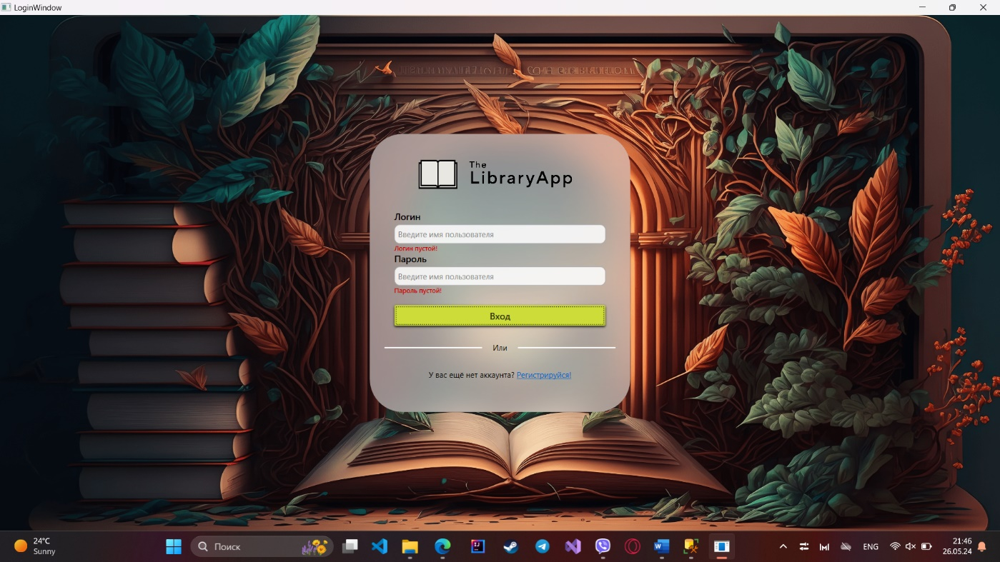 LoginWindow
The
LibraryApp
Логин
Введите имя пользователя
Логин пустой!
Пароль
Введите имя пользователя
Пароль пустой!
Вход
Или
У вас ещё нет аккаунта? Регистрируйся!
24°C
Sunny
Поиск
ENG
21:46
26.05.24